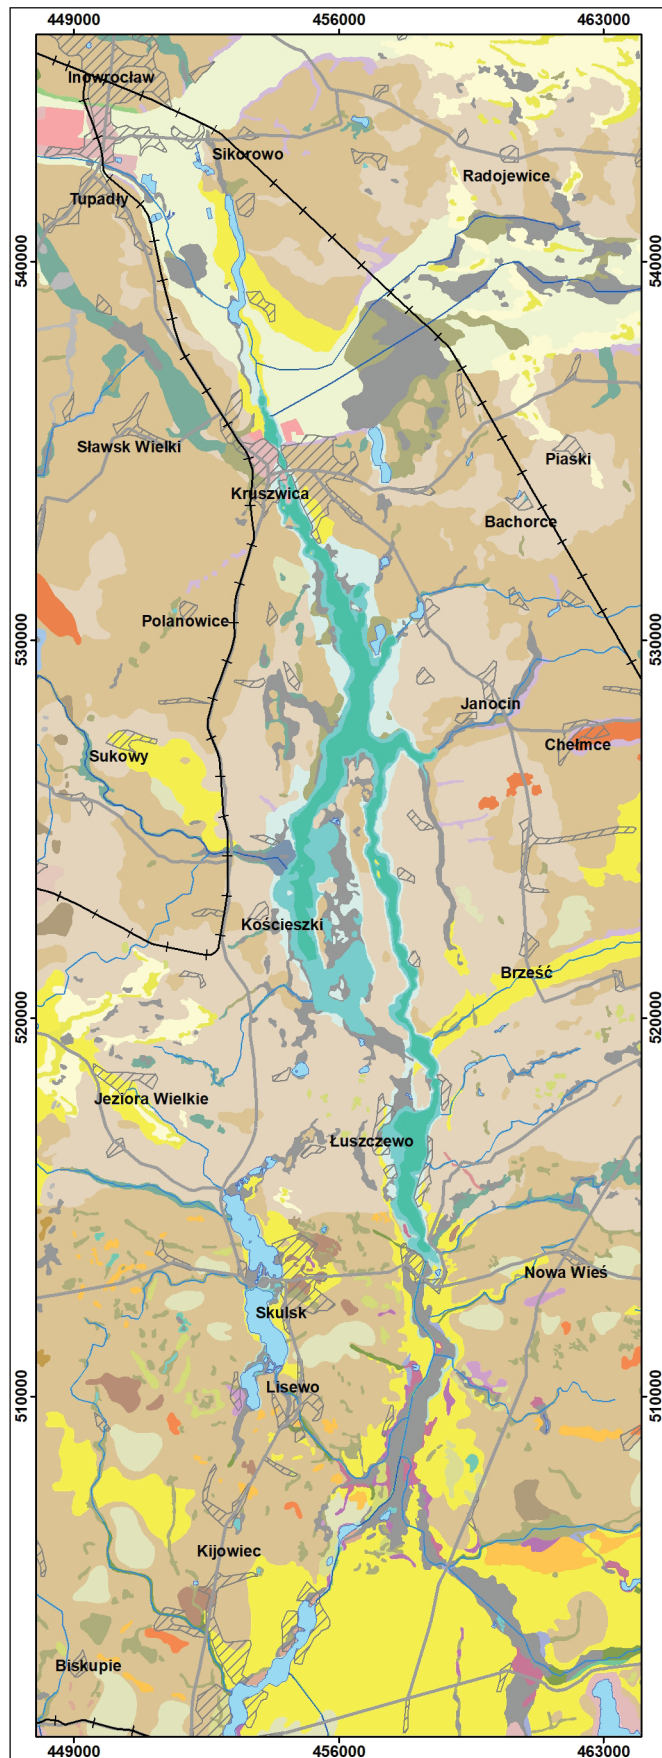 449000 456000 463000
Inowrocław
Sikorowo
Radojewice
Tupadły
540000 540000
Sławsk Wielki
Piaski
Kruszwica
Bachorce
Polanowice
530000 530000
Janocin
Chełmce
Sukowy
Kościeszki
Brześć
520000 520000
Jeziora Wielkie
Łuszczewo
Nowa Wieś
Skulsk
Lisewo
510000 510000
Kijowiec
Biskupie
449000 456000 463000